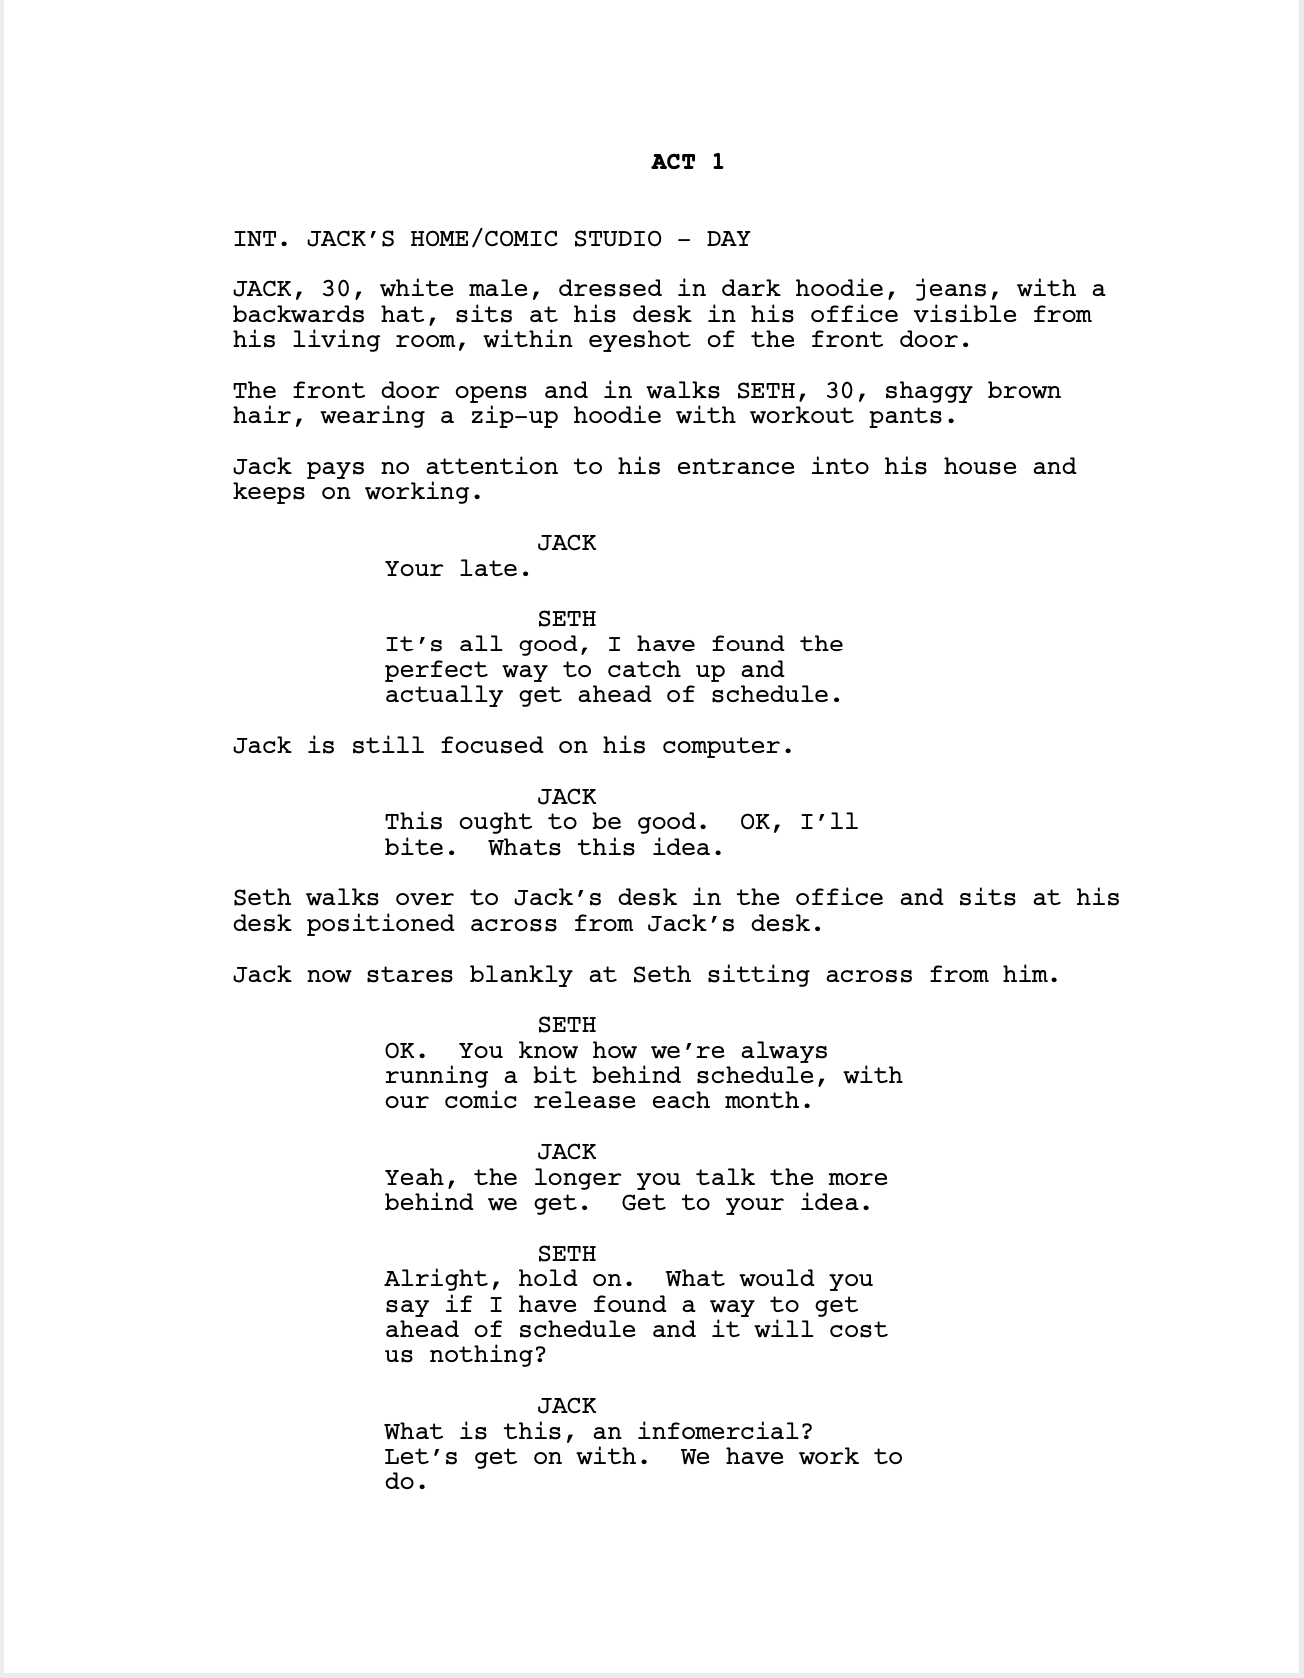 ACT 1
INT. JACK’S HOME/COMIC STUDIO – DAY
JACK, 30, white male, dressed in dark hoodie, jeans, with a
backwards hat, sits at his desk in his office visible from
his living room, within eyeshot of the front door.
The front door opens and in walks SETH, 30, shaggy brown
hair, wearing a zip-up hoodie with workout pants.
Jack pays no attention to his entrance into his house and
keeps on working.
JACK
Your late.
SETH
It’s all good, I have found the
perfect way to catch up and
actually get ahead of schedule.
Jack is still focused on his computer.
JACK
This ought to be good.  OK, I’ll
bite.  Whats this idea.
Seth walks over to Jack’s desk in the office and sits at his
desk positioned across from Jack’s desk.
Jack now stares blankly at Seth sitting across from him.
SETH
OK.  You know how we’re always
running a bit behind schedule, with
our comic release each month.
JACK
Yeah, the longer you talk the more
behind we get.  Get to your idea.
SETH
Alright, hold on.  What would you
say if I have found a way to get
ahead of schedule and it will cost
us nothing?
JACK
What is this, an infomercial?
Let’s get on with.  We have work to
do.